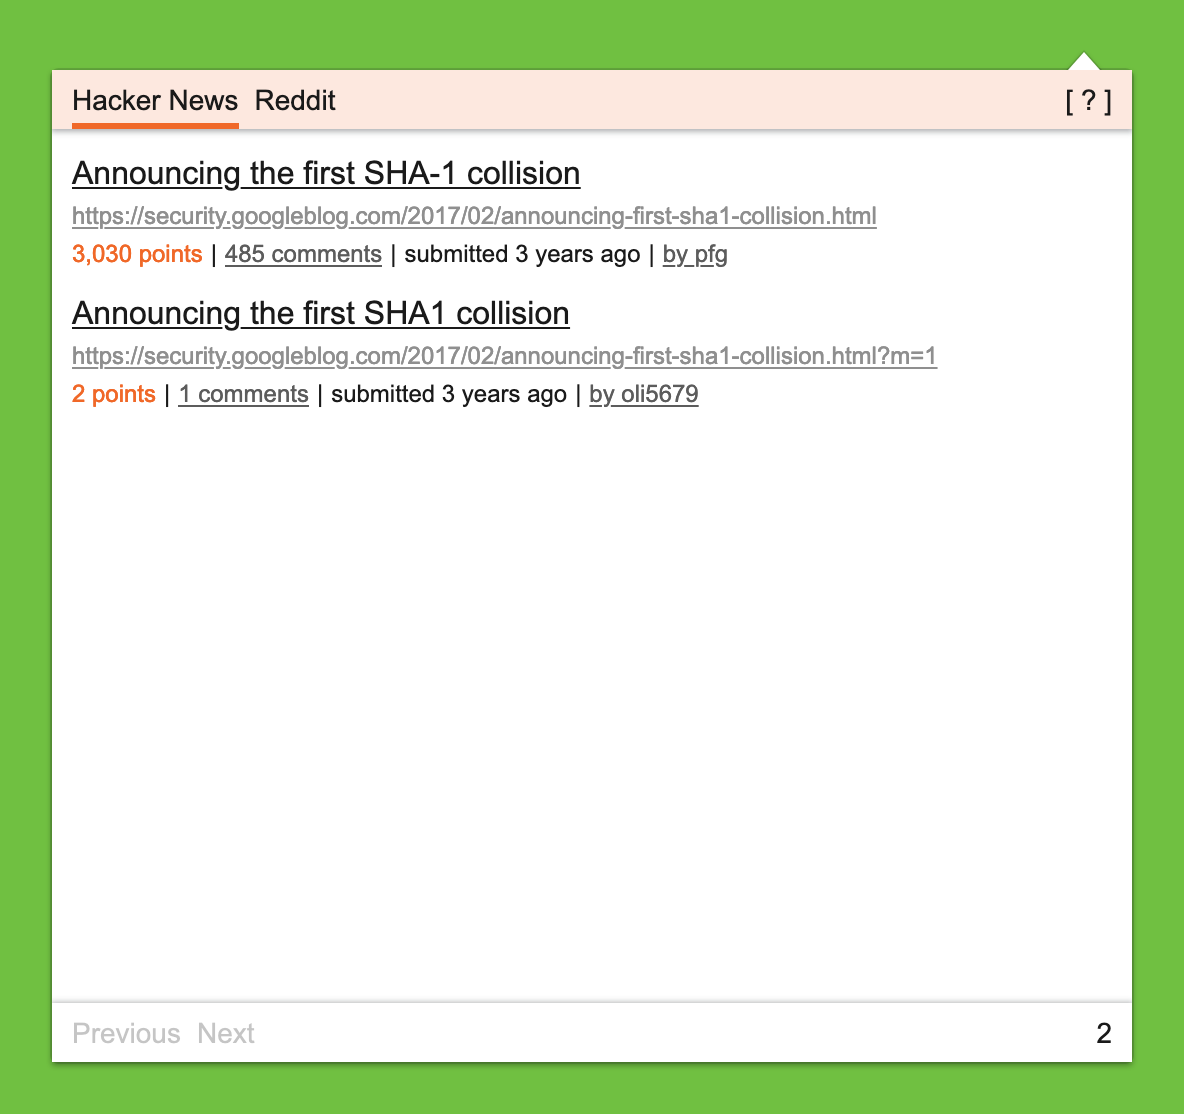 Hacker News Reddit [ ? ]
Announcing the first SHA-1 collision
https://security.googleblog.com/2017/02/announcing-first-sha1-collision.html
3,030 points | 485 comments | submitted 3 years ago | by pfg
Announcing the first SHA1 collision
https://security.googleblog.com/2017/02/announcing-first-sha1-collision.html?m=1
2 points | 1 comments | submitted 3 years ago | by oli5679
Previous Next 2